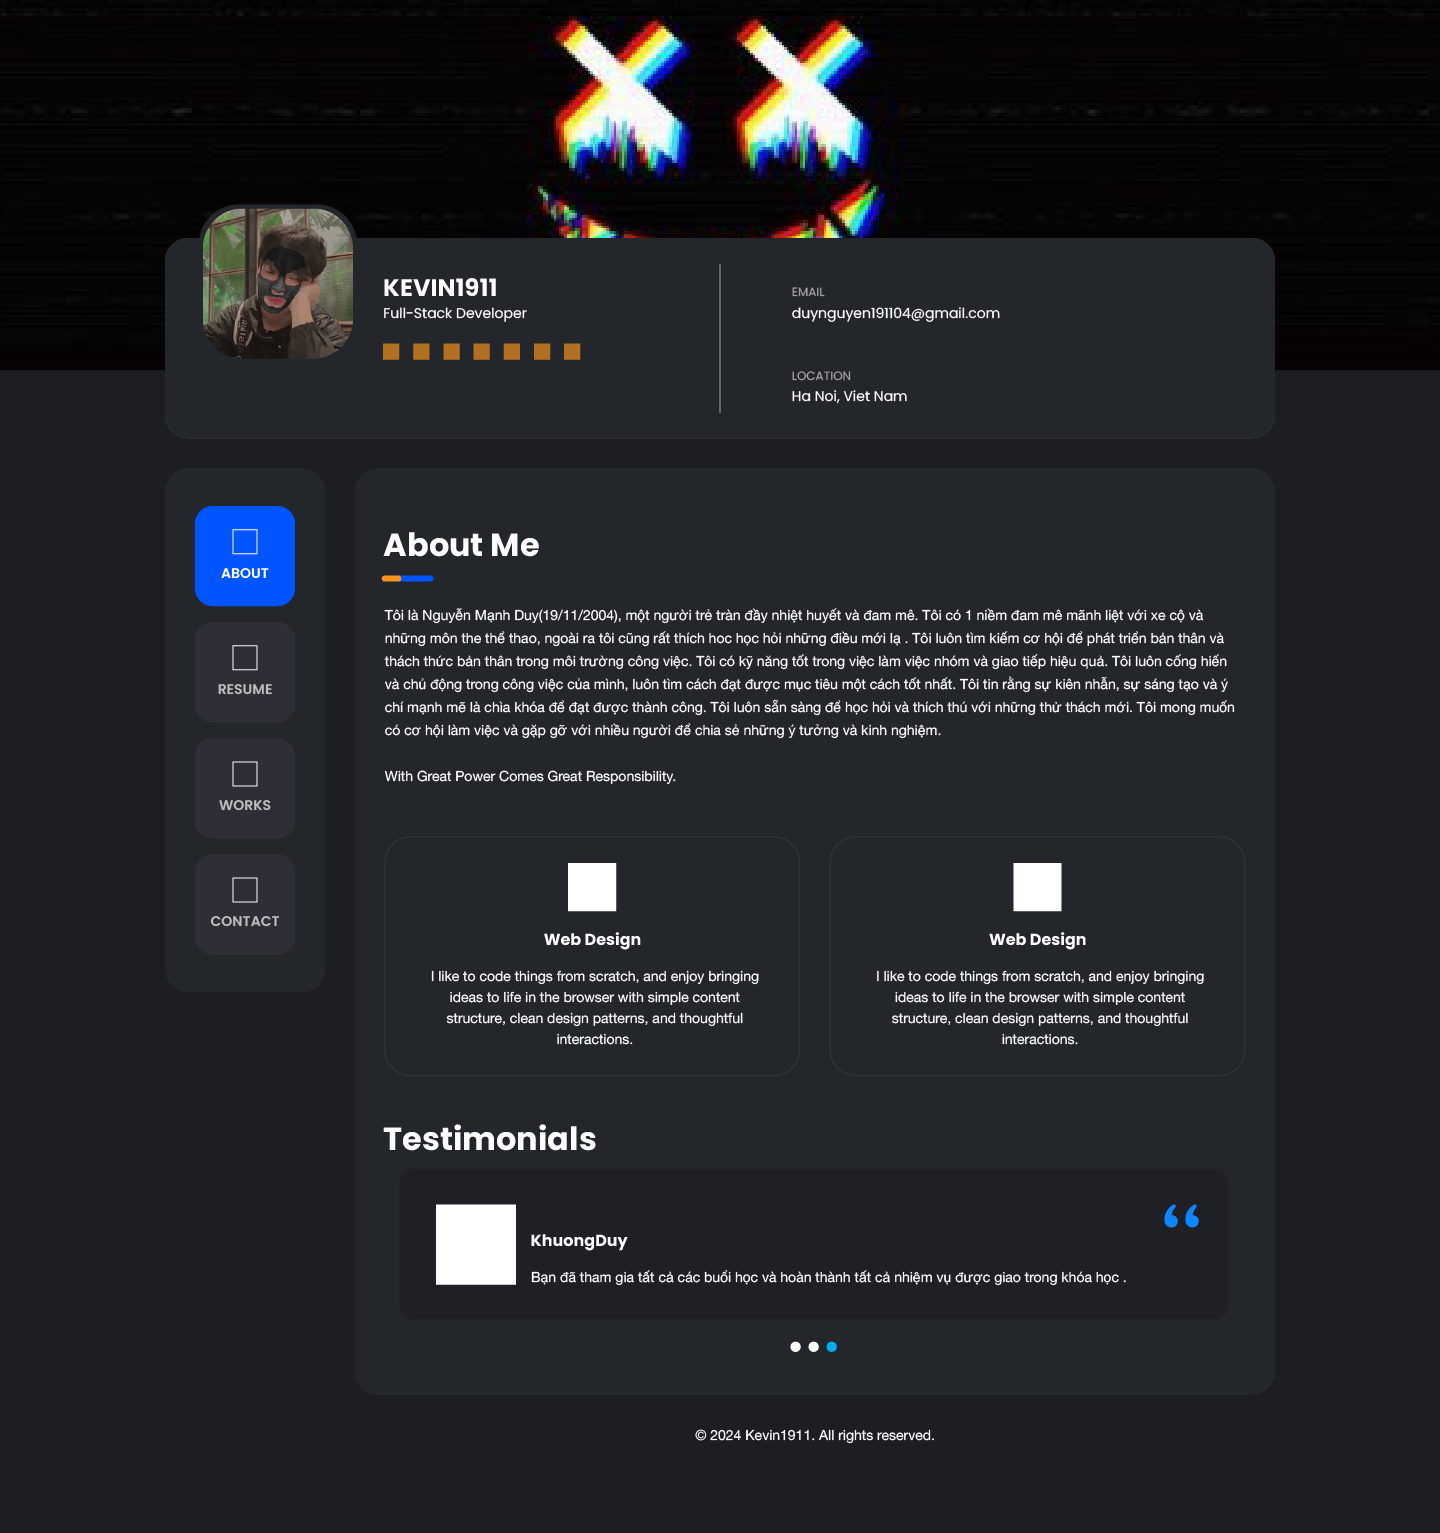 KEVIN1911
Full-Stack Developer
EMAIL
duynguyen191104@gmail.com
LOCATION
Ha Noi, Viet Nam
ABOUT
RESUME
WORKS
CONTACT
About Me
Tôi là Nguyễn Mạnh Duy(19/11/2004), một người trẻ tràn đầy nhiệt huyết và đam mê. Tôi có 1 niềm đam mê mãnh liệt với xe cộ và
những môn the thể thao, ngoài ra tôi cũng rất thích hoc học hỏi những điều mới lạ . Tôi luôn tìm kiếm cơ hội để phát triển bản thân và
thách thức bản thân trong môi trường công việc. Tôi có kỹ năng tốt trong việc làm việc nhóm và giao tiếp hiệu quả. Tôi luôn cống hiến
và chủ động trong công việc của mình, luôn tìm cách đạt được mục tiêu một cách tốt nhất. Tôi tin rằng sự kiên nhẫn, sự sáng tạo và ý
chí mạnh mẽ là chìa khóa để đạt được thành công. Tôi luôn sẵn sàng để học hỏi và thích thú với những thử thách mới. Tôi mong muốn
có cơ hội làm việc và gặp gỡ với nhiều người để chia sẻ những ý tưởng và kinh nghiệm.
With Great Power Comes Great Responsibility.
Web Design
I like to code things from scratch, and enjoy bringing
ideas to life in the browser with simple content
structure, clean design patterns, and thoughtful
interactions.
Web Design
I like to code things from scratch, and enjoy bringing
ideas to life in the browser with simple content
structure, clean design patterns, and thoughtful
interactions.
Testimonials
KhuongDuy
Bạn đã tham gia tất cả các buổi học và hoàn thành tất cả nhiệm vụ được giao trong khóa học .
© 2024 Kevin1911. All rights reserved.